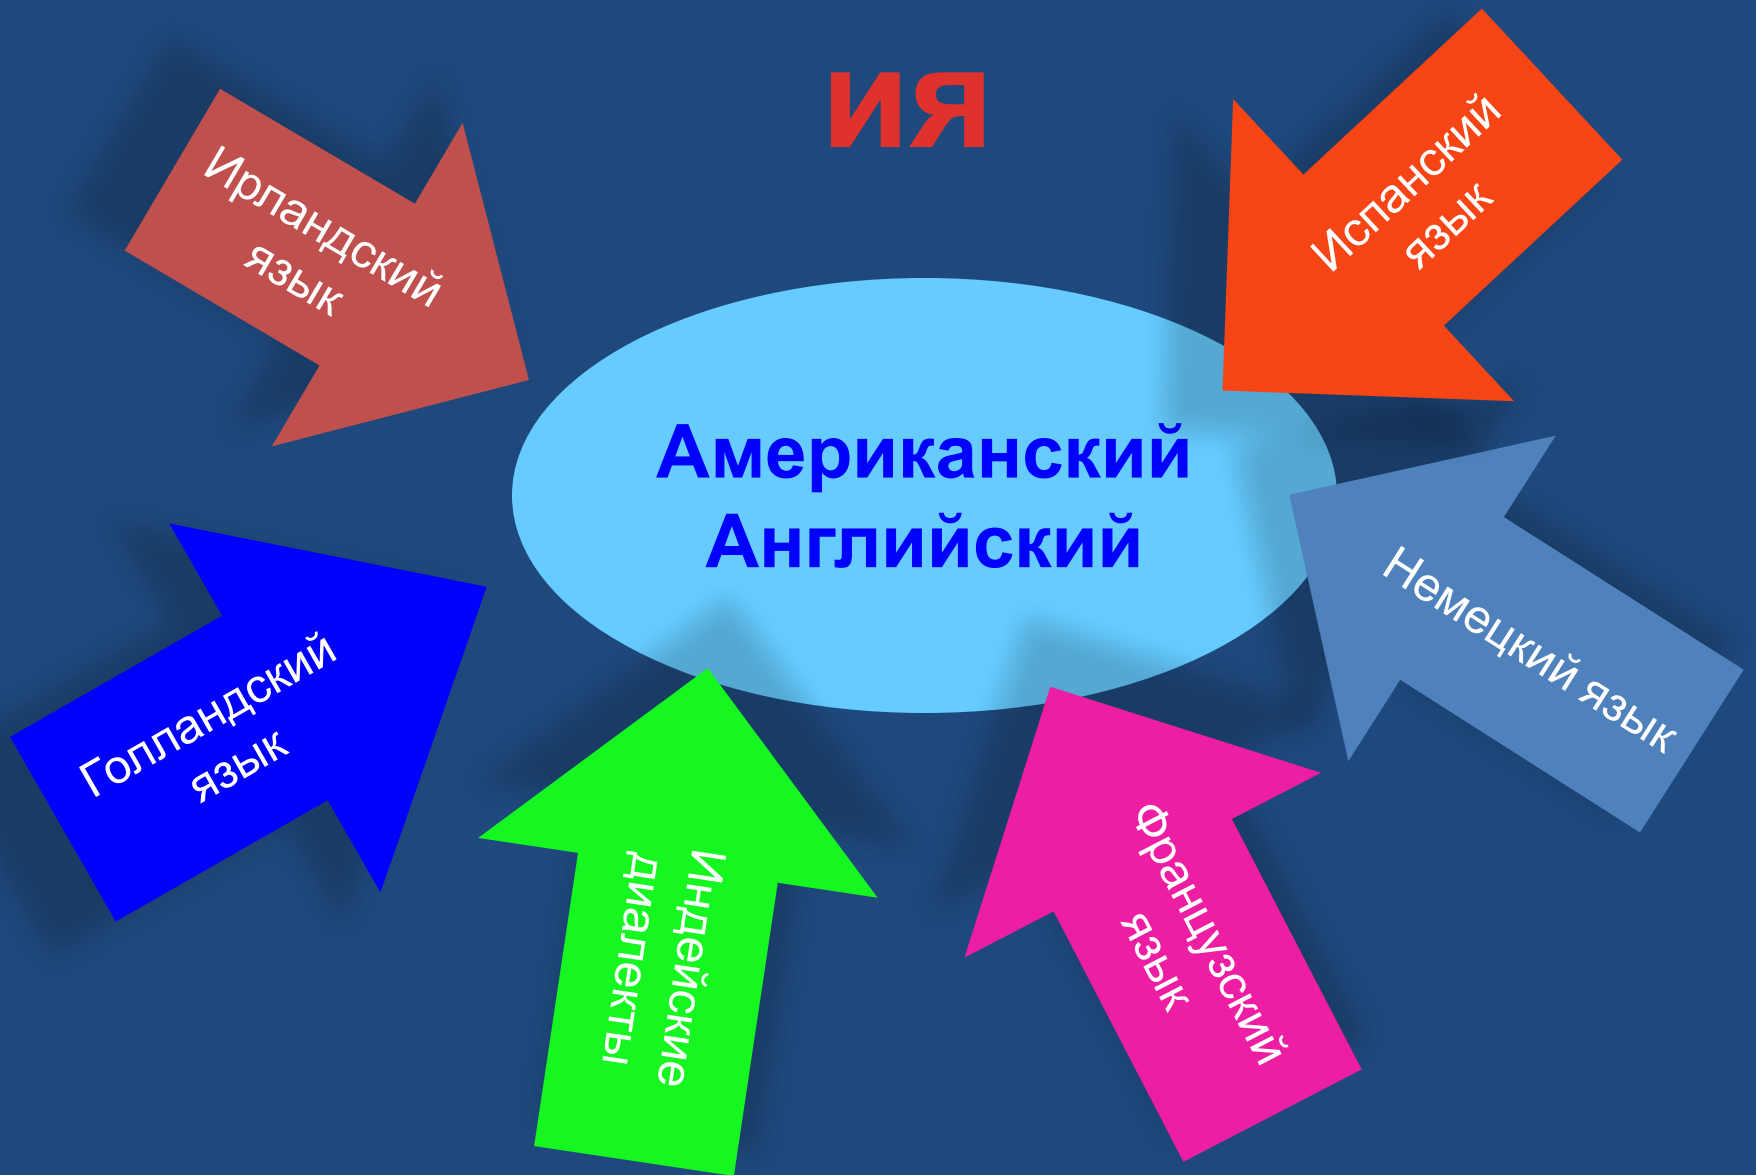 ия
Ирландский
язык
Испанский
язык
Американский
Английский
Немецкий язык
Голландский
язык
Индейские
диалекты
Французский
язык